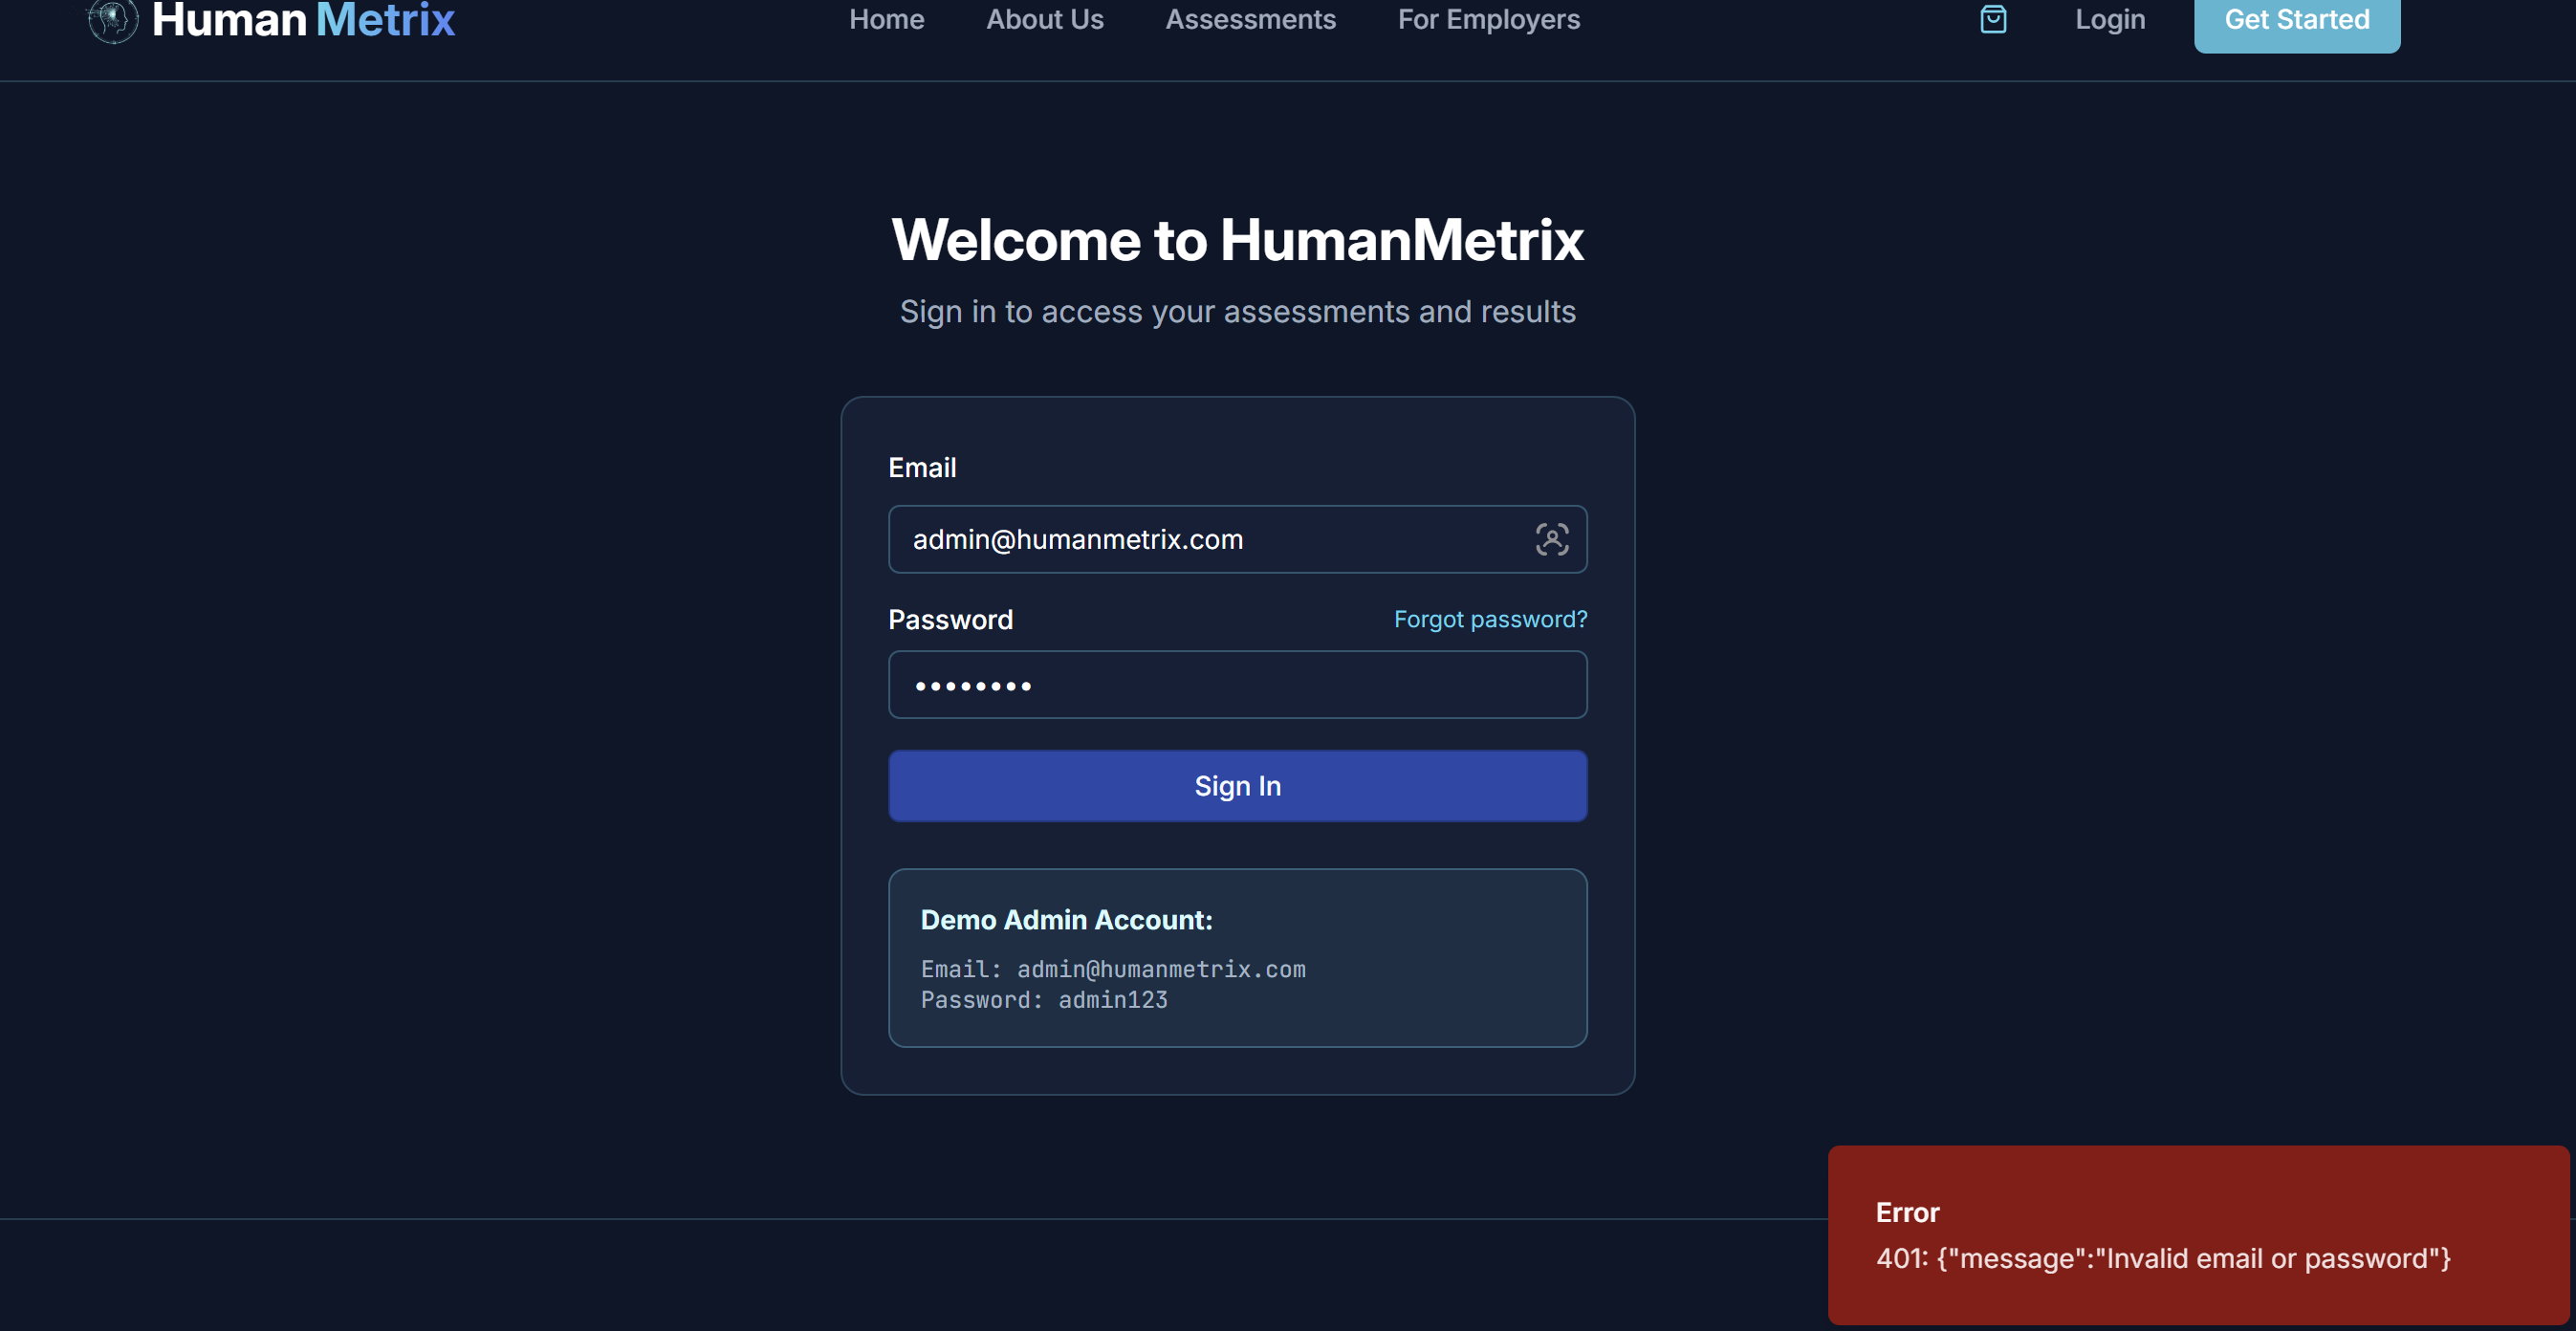 Human Metrix
Home About Us Assessments For Employers Login Get Started
Welcome to HumanMetrix
Sign in to access your assessments and results
Email
admin@humanmetrix.com
Password Forgot password?
••••••••
Sign In
Demo Admin Account:
Email: admin@humanmetrix.com
Password: admin123
Error
401: {"message":"Invalid email or password"}